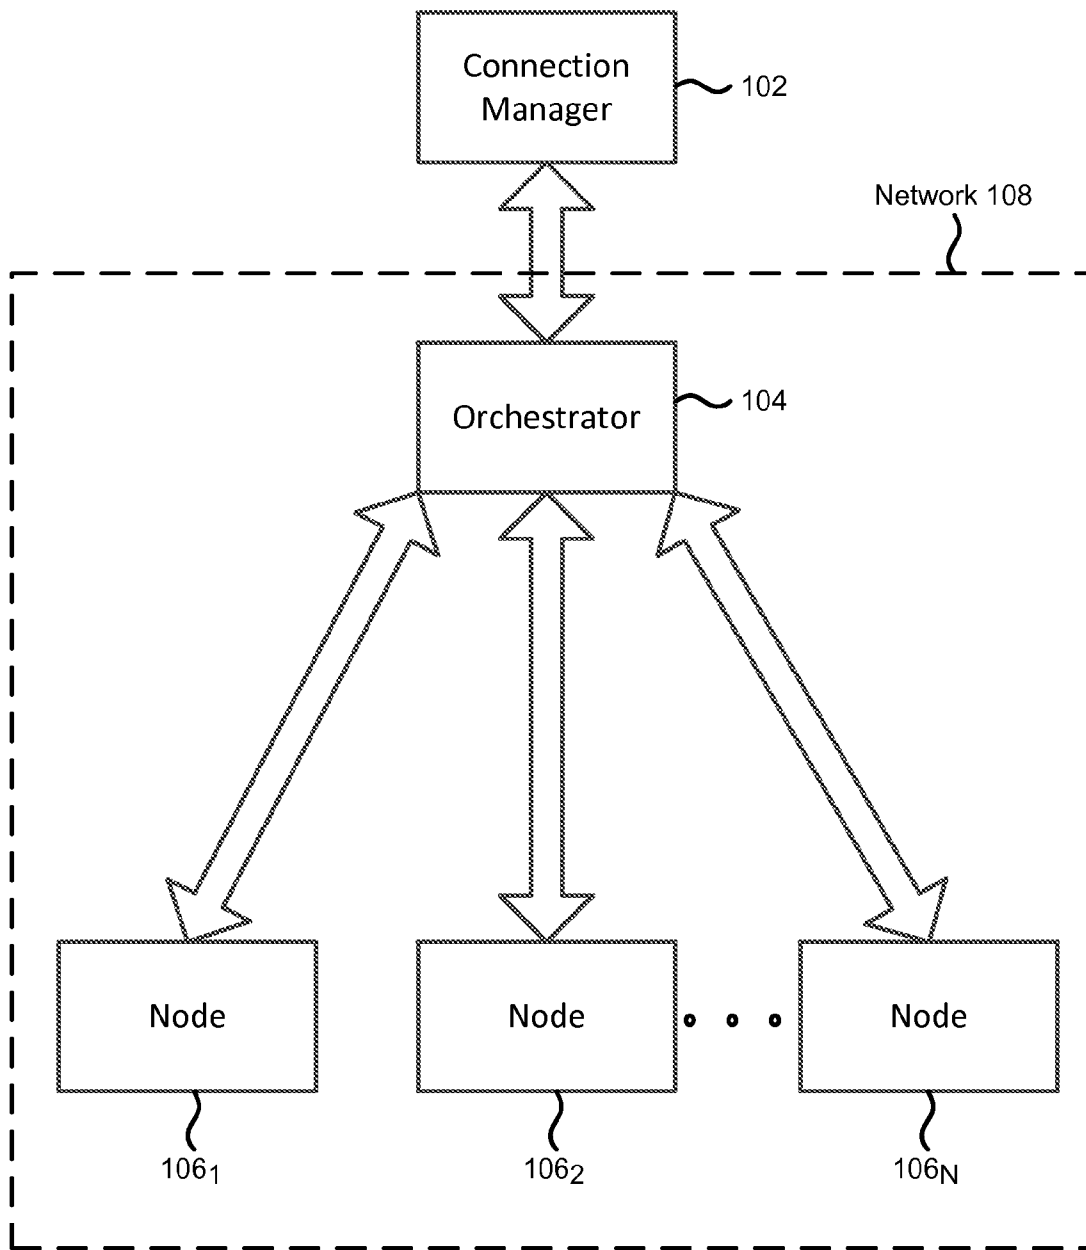 Connection
Manager
102
Network 108
Orchestrator
104
Node
Node
Node
106₁
106₂
106N